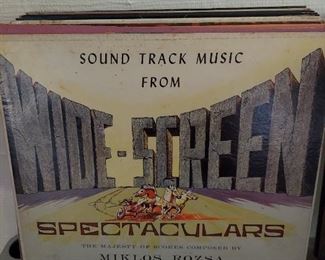 SOUND TRACK MUSIC
FROM
WIDE-SCREEN
SPECTACULARS
THE MAJESTY OF SCORES COMPOSED BY
MIKLOS ROZSA